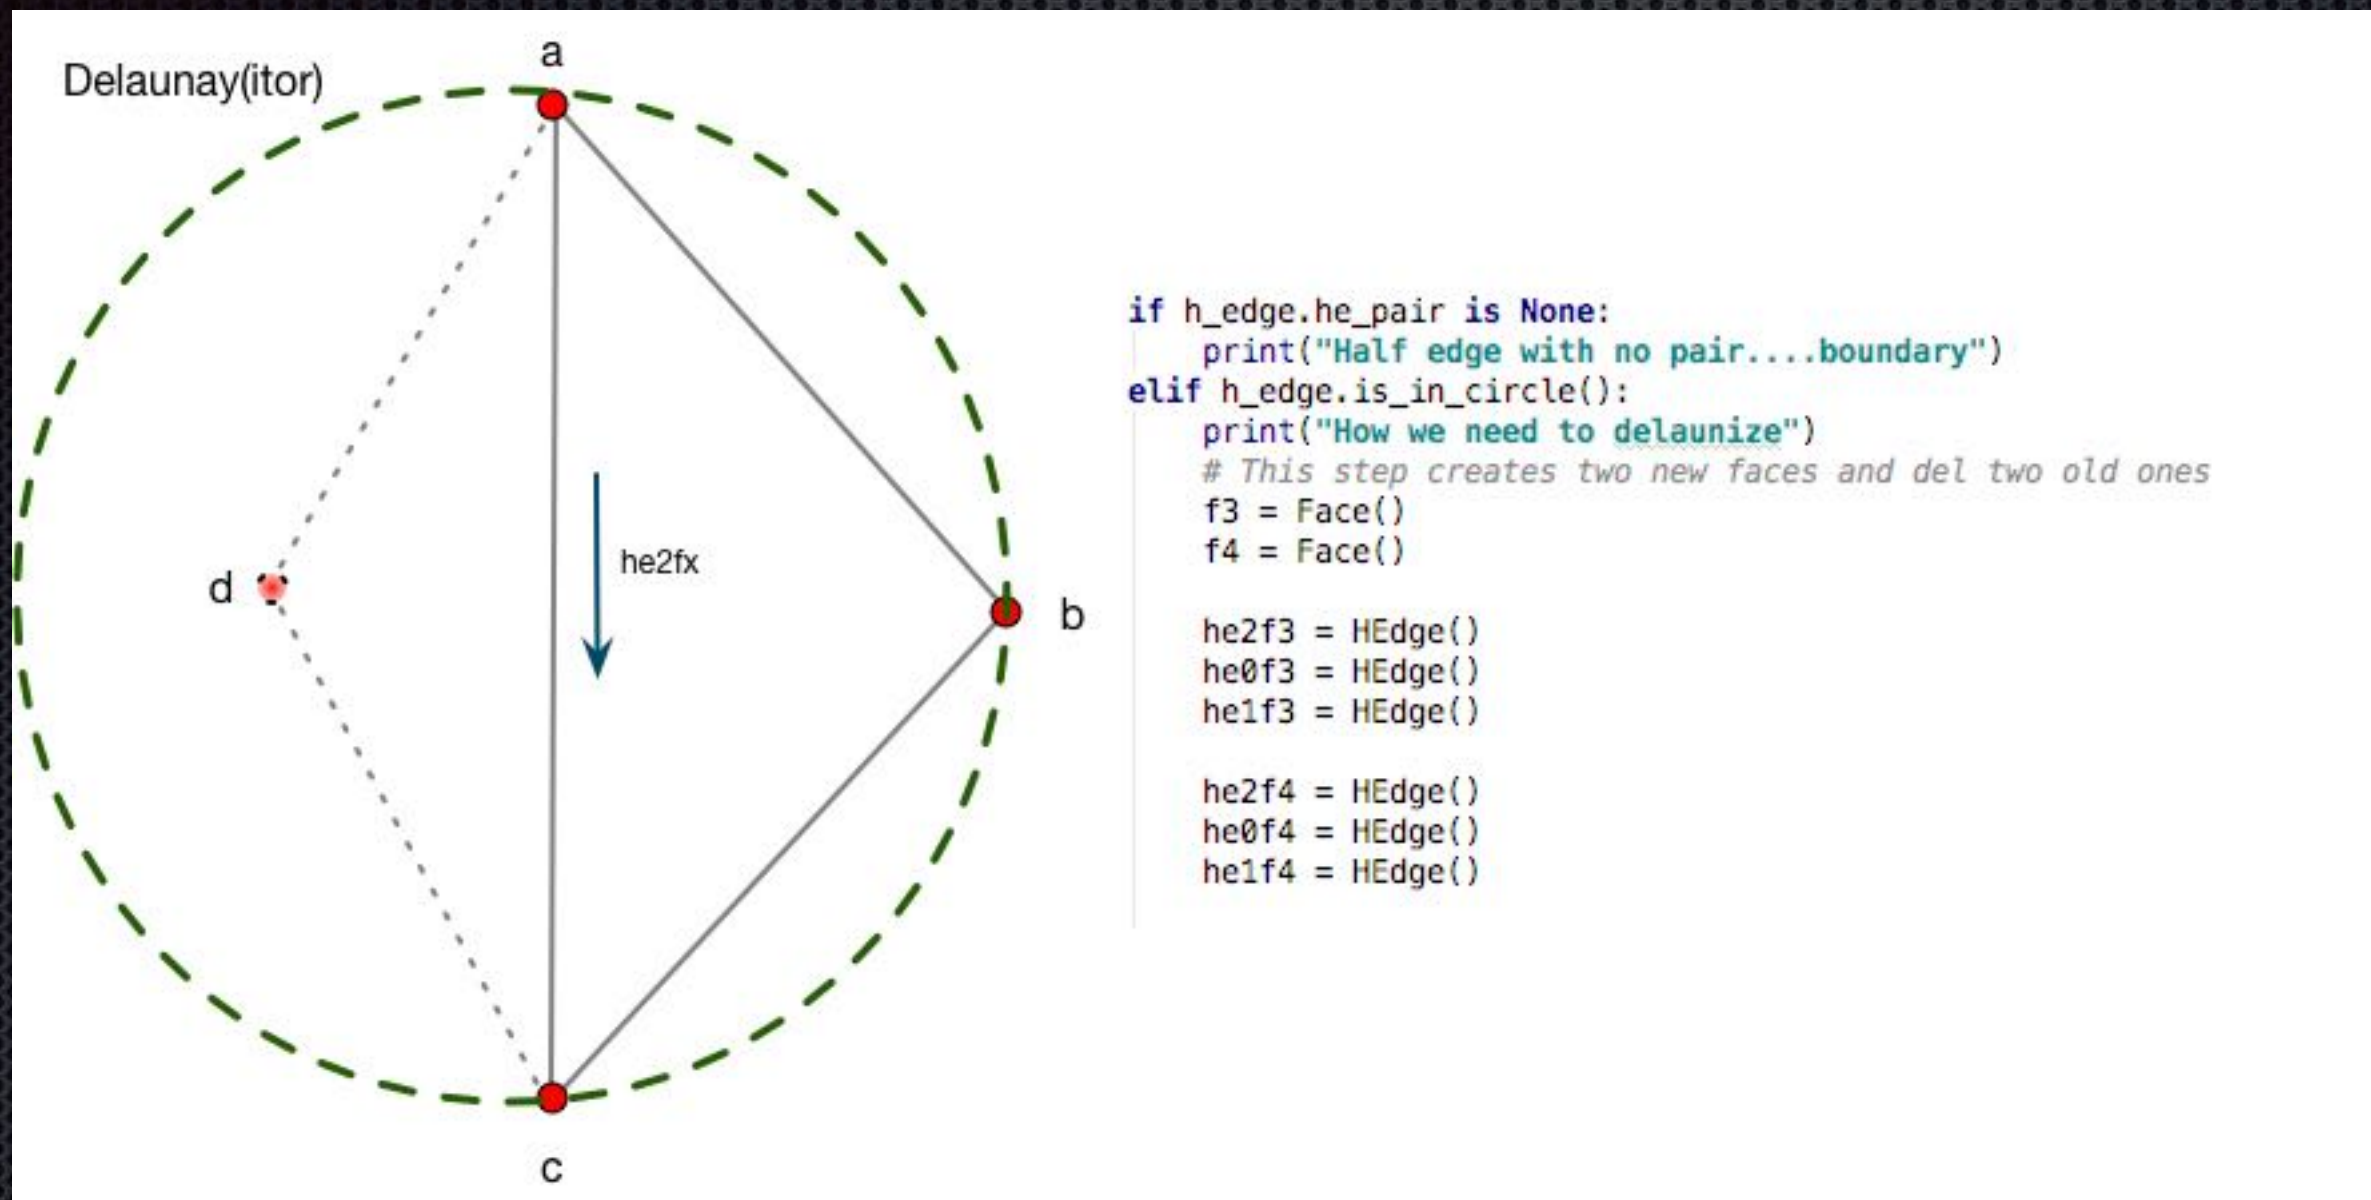 Delaunay(itor)
a
he2fx
d
b
c
if h_edge.he_pair is None:
    print("Half edge with no pair....boundary")
elif h_edge.is_in_circle():
    print("How we need to delaunize")
    # This step creates two new faces and del two old ones
    f3 = Face()
    f4 = Face()
    he2f3 = HEdge()
    he0f3 = HEdge()
    he1f3 = HEdge()
    he2f4 = HEdge()
    he0f4 = HEdge()
    he1f4 = HEdge()